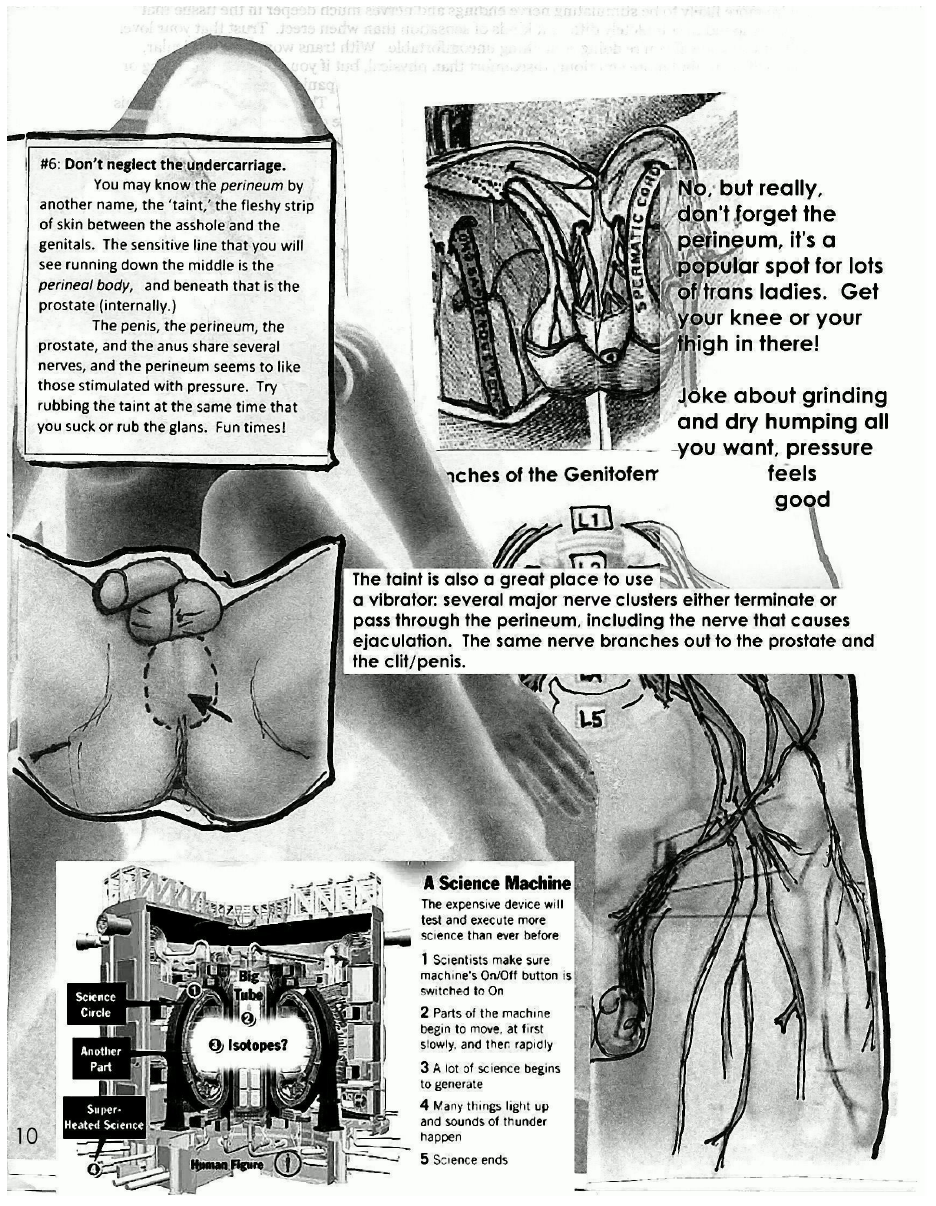 #6: Don't neglect the undercarriage.
You may know the perineum by
another name, the 'taint,' the fleshy strip
of skin between the asshole and the
genitals. The sensitive line that you will
see running down the middle is the
perineal body, and beneath that is the
prostate (internally.)
The penis, the perineum, the
prostate, and the anus share several
nerves, and the perineum seems to like
those stimulated with pressure. Try
rubbing the taint at the same time that
you suck or rub the glans. Fun times!
SPERMATIC CORD
No, but really,
don't forget the
perineum, it's a
popular spot for lots
of trans ladies. Get
your knee or your
thigh in there!
Joke about grinding
and dry humping all
you want, pressure
feels
good
nches of the Genitofem
L1
The taint is also a great place to use
a vibrator: several major nerve clusters either terminate or
pass through the perineum, including the nerve that causes
ejaculation. The same nerve branches out to the prostate and
the clit/penis.
L5
A Science Machine
The expensive device will
test and execute more
science than ever before
1 Scientists make sure
machine's On/Off button is
switched to On
2 Parts of the machine
begin to move, at first
slowly, and then rapidly
3 A lot of science begins
to generate
4 Many things light up
and sounds of thunder
happen
5 Science ends
Big
Tube
1
2
3 Isotopes?
Science
Circle
Another
Part
Super-
Heated Science
4
Human Figure
10